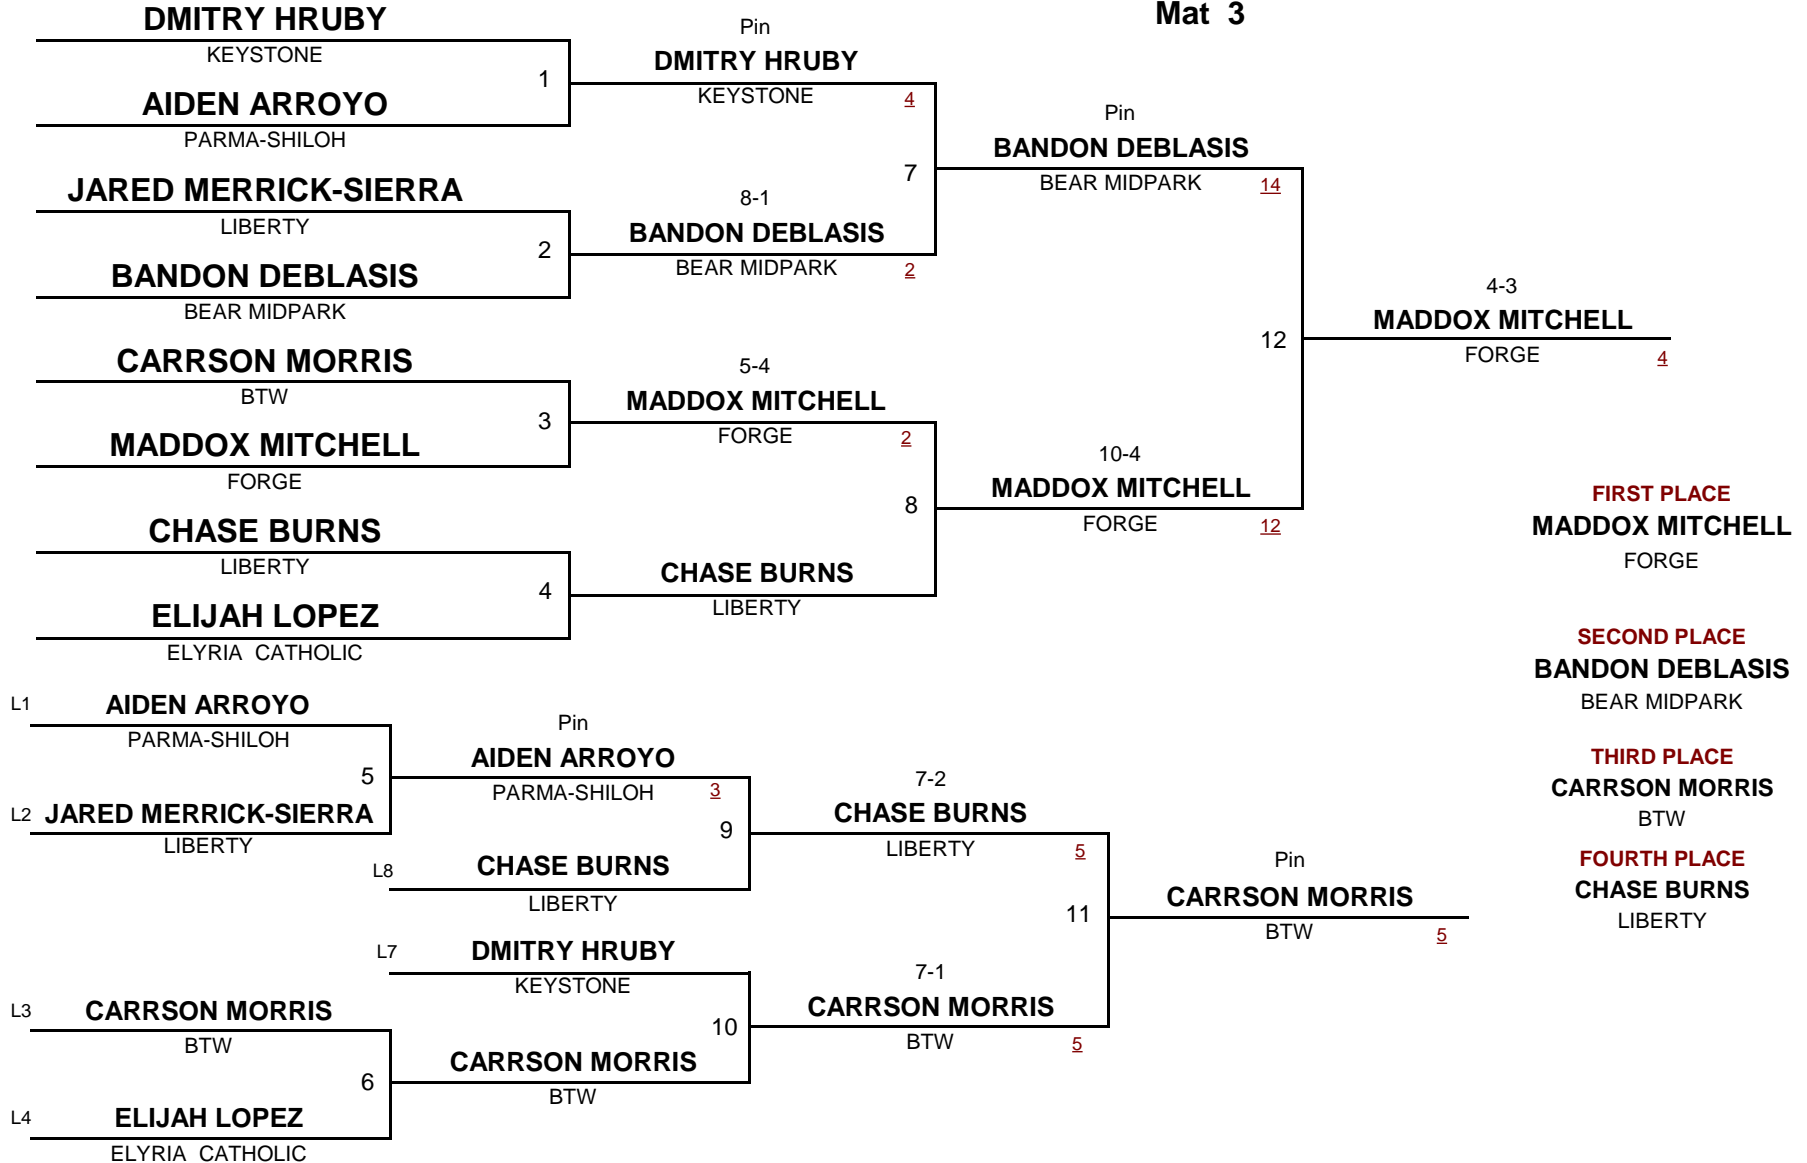 Mat 3
DMITRY HRUBY
KEYSTONE
1
AIDEN ARROYO
PARMA-SHILOH
JARED MERRICK-SIERRA
LIBERTY
2
BANDON DEBLASIS
BEAR MIDPARK
CARRSON MORRIS
BTW
3
MADDOX MITCHELL
FORGE
CHASE BURNS
LIBERTY
4
ELIJAH LOPEZ
ELYRIA CATHOLIC
Pin
DMITRY HRUBY
KEYSTONE 4
7
8-1
BANDON DEBLASIS
BEAR MIDPARK 2
5-4
MADDOX MITCHELL
FORGE 2
8
CHASE BURNS
LIBERTY
Pin
BANDON DEBLASIS
BEAR MIDPARK 14
12
10-4
MADDOX MITCHELL
FORGE 12
4-3
MADDOX MITCHELL
FORGE 4
FIRST PLACE
MADDOX MITCHELL
FORGE
SECOND PLACE
BANDON DEBLASIS
BEAR MIDPARK
THIRD PLACE
CARRSON MORRIS
BTW
FOURTH PLACE
CHASE BURNS
LIBERTY
L1 AIDEN ARROYO
PARMA-SHILOH
5
L2 JARED MERRICK-SIERRA
LIBERTY
L3 CARRSON MORRIS
BTW
6
L4 ELIJAH LOPEZ
ELYRIA CATHOLIC
Pin
AIDEN ARROYO
PARMA-SHILOH 3
9
L8 CHASE BURNS
LIBERTY
L7 DMITRY HRUBY
KEYSTONE
10
CARRSON MORRIS
BTW
7-2
CHASE BURNS
LIBERTY 5
11
7-1
CARRSON MORRIS
BTW 5
Pin
CARRSON MORRIS
BTW 5